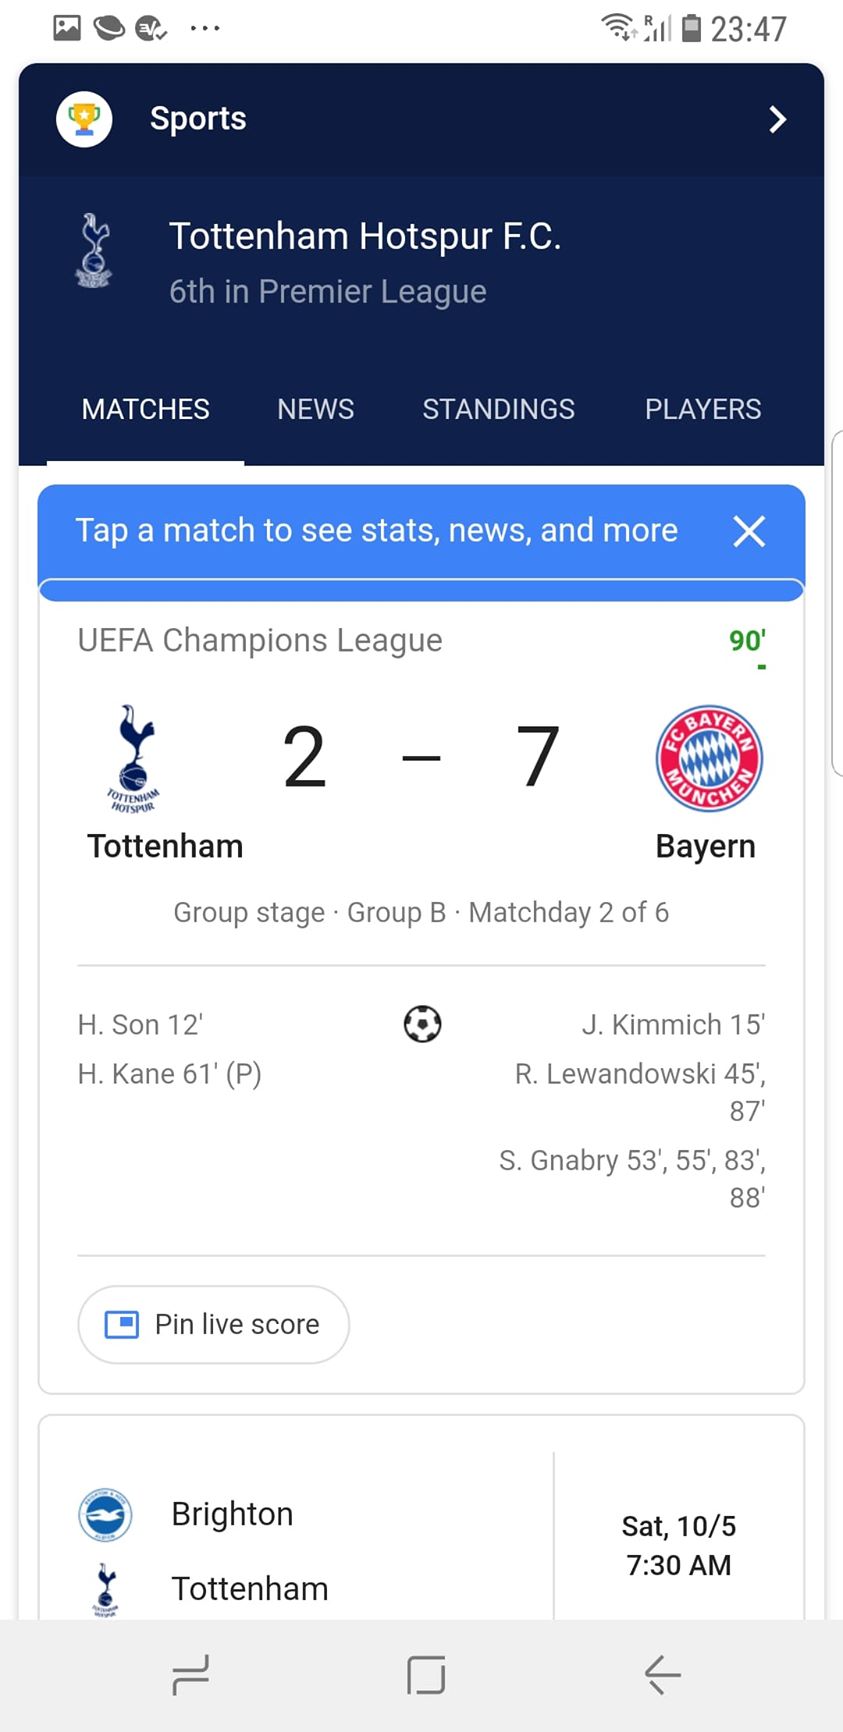 R 23:47
Sports
Tottenham Hotspur F.C.
6th in Premier League
MATCHES NEWS STANDINGS PLAYERS
Tap a match to see stats, news, and more
UEFA Champions League 90'
2 – 7
TOTTENHAM
HOTSPUR
FC BAYERN
MÜNCHEN
Tottenham Bayern
Group stage · Group B · Matchday 2 of 6
H. Son 12' J. Kimmich 15'
H. Kane 61' (P) R. Lewandowski 45',
87'
S. Gnabry 53', 55', 83',
88'
Pin live score
Brighton
Sat, 10/5
7:30 AM
Tottenham